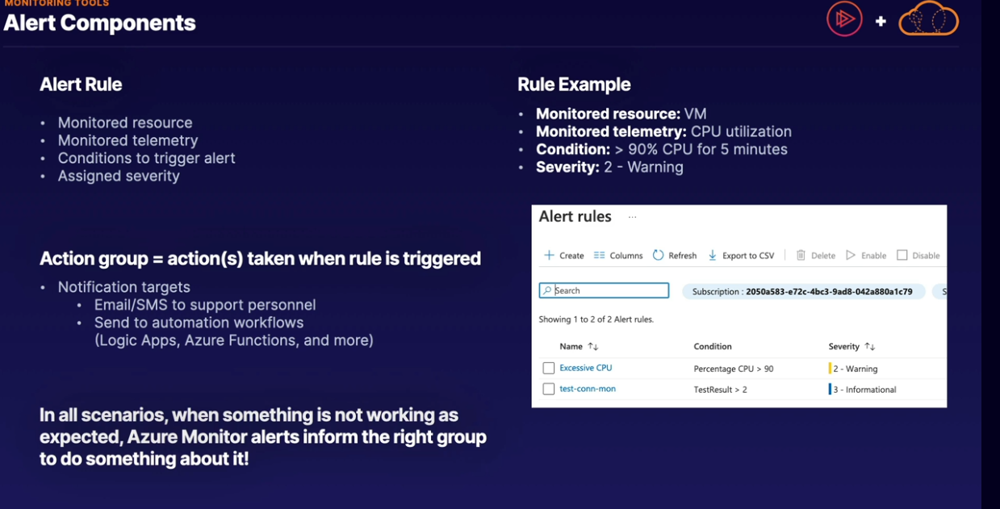 MONITORING TOOLS
Alert Components
+
Alert Rule
• Monitored resource
• Monitored telemetry
• Conditions to trigger alert
• Assigned severity
Action group = action(s) taken when rule is triggered
• Notification targets
• Email/SMS to support personnel
• Send to automation workflows
(Logic Apps, Azure Functions, and more)
In all scenarios, when something is not working as
expected, Azure Monitor alerts inform the right group
to do something about it!
Rule Example
• Monitored resource: VM
• Monitored telemetry: CPU utilization
• Condition: > 90% CPU for 5 minutes
• Severity: 2 - Warning
Alert rules ...
+ Create Columns Refresh Export to CSV Delete Enable Disable
Search Subscription : 2050a583-e72c-4bc3-9ad8-042a880a1c79 S
Showing 1 to 2 of 2 Alert rules.
Name ↑↓ Condition Severity ↑↓
Excessive CPU Percentage CPU > 90 2 - Warning
test-conn-mon TestResult > 2 3 - Informational